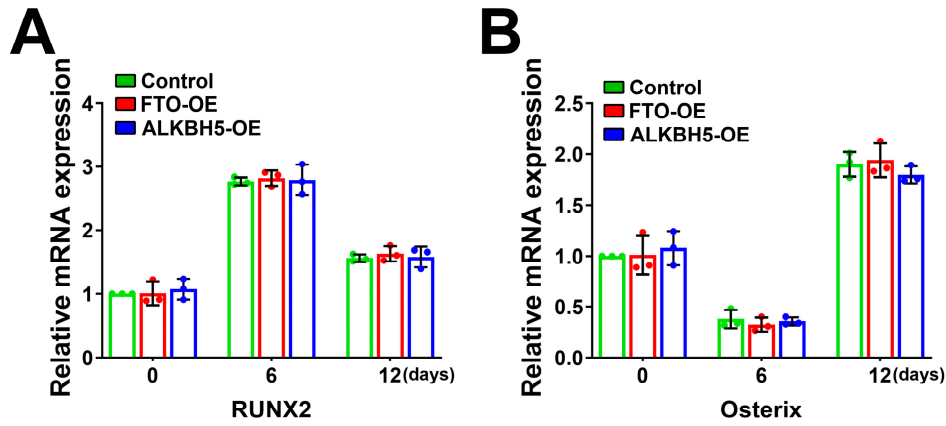 A
Relative mRNA expression
Control
FTO-OE
ALKBH5-OE
4
3
2
1
0
0 6 12(days)
RUNX2
B
Relative mRNA expression
Control
FTO-OE
ALKBH5-OE
2.5
2.0
1.5
1.0
0.5
0.0
0 6 12(days)
Osterix